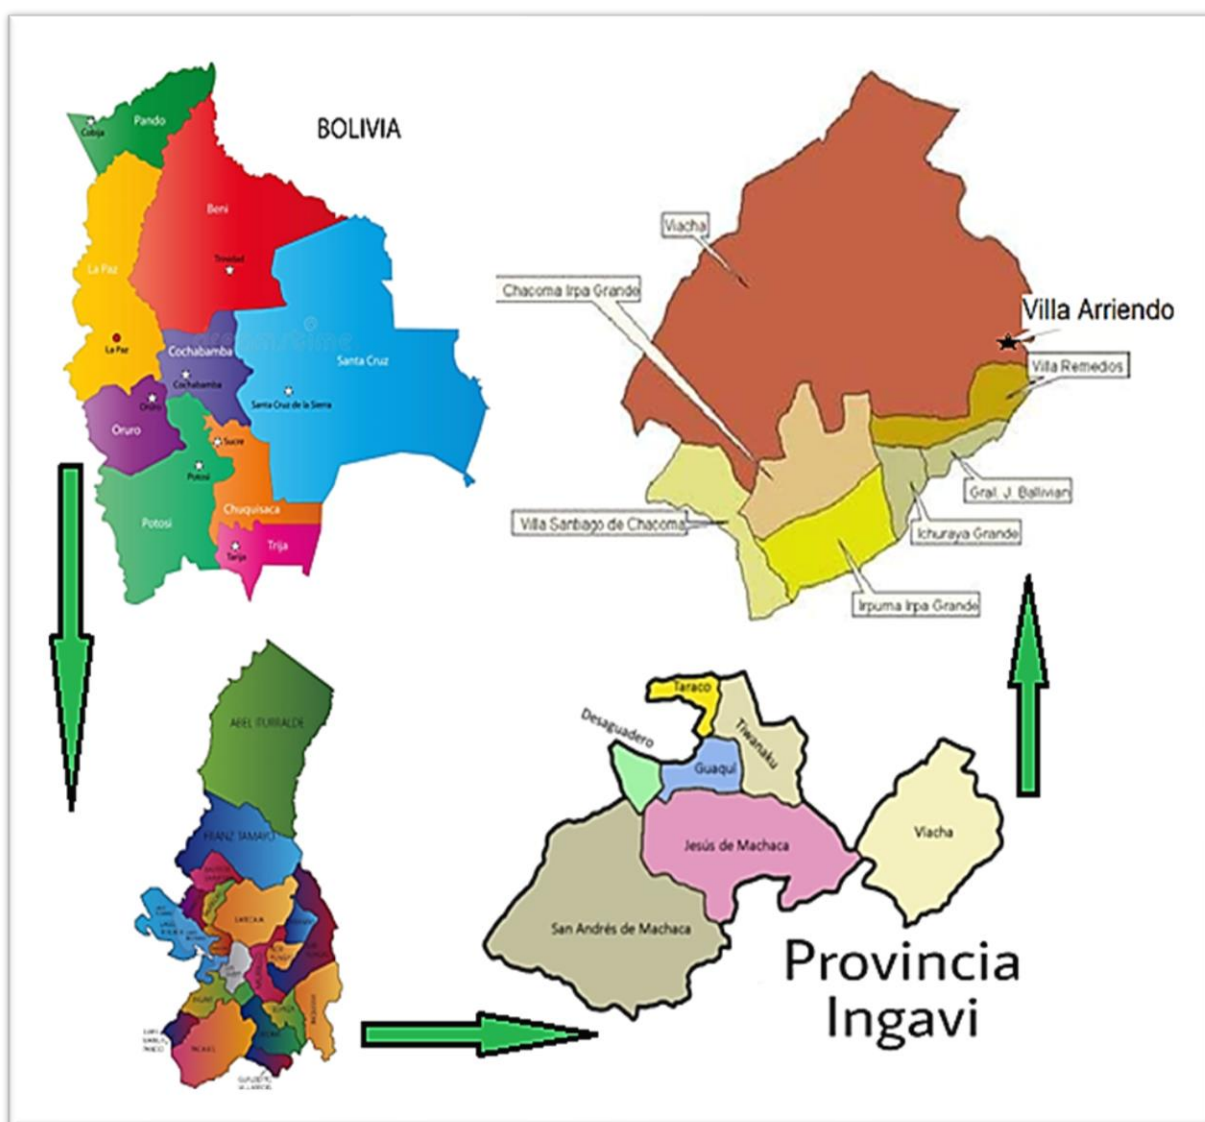 BOLIVIA
Pando
Cobija
Beni
La Paz
Trinidad
La Paz
Cochabamba
Cochabamba
Santa Cruz
Santa Cruz de la Sierra
Oruro
Oruro
Sucre
Potosi
Potosi
Chuquisaca
Trija
Tarija
Viacha
Chacoma Irpa Grande
Villa Arriendo
Villa Remedios
Gral. J. Ballivian
Villa Santiago de Chacoma
Ichuraya Grande
Irpuma Irpa Grande
ABEL ITURRALDE
FRANZ TAMAYO
LARECAJA
PACAJES
Taraco
Desaguadero
Tiwanaku
Guaqui
Jesús de Machaca
Viacha
San Andrés de Machaca
Provincia
Ingavi